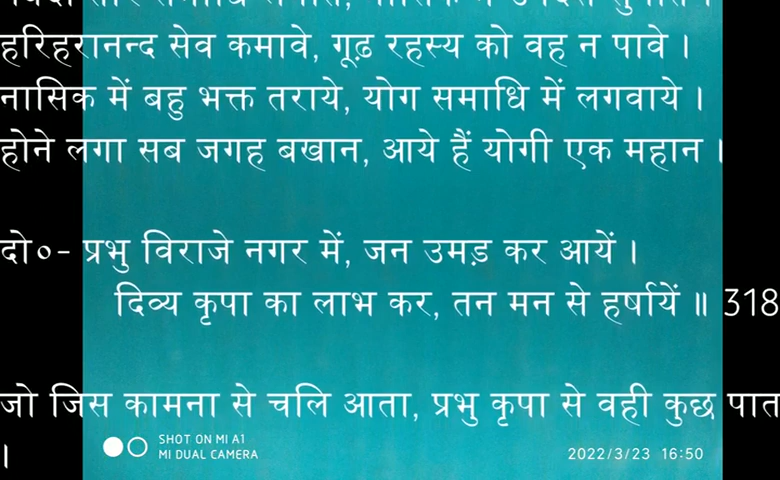 हरिहरानन्द सेव कमावे, गूढ़ रहस्य को वह न पावे ।
नासिक में बहु भक्त तराये, योग समाधि में लगवाये ।
होने लगा सब जगह बखान, आये हैं योगी एक महान ।
दो०- प्रभु विराजे नगर में, जन उमड़ कर आयें ।
दिव्य कृपा का लाभ कर, तन मन से हर्षायें ॥ 318
जो जिस कामना से चलि आता, प्रभु कृपा से वही कुछ पात
।
SHOT ON MI A1
MI DUAL CAMERA
2022/3/23 16:50